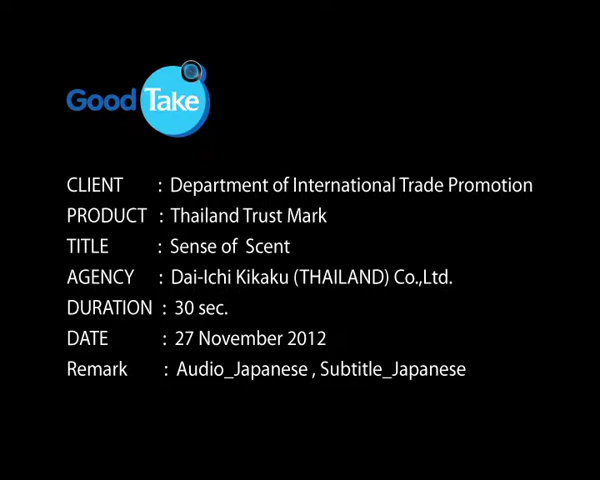 Good Take
CLIENT : Department of International Trade Promotion
PRODUCT : Thailand Trust Mark
TITLE : Sense of Scent
AGENCY : Dai-Ichi Kikaku (THAILAND) Co.,Ltd.
DURATION : 30 sec.
DATE : 27 November 2012
Remark : Audio_Japanese , Subtitle_Japanese